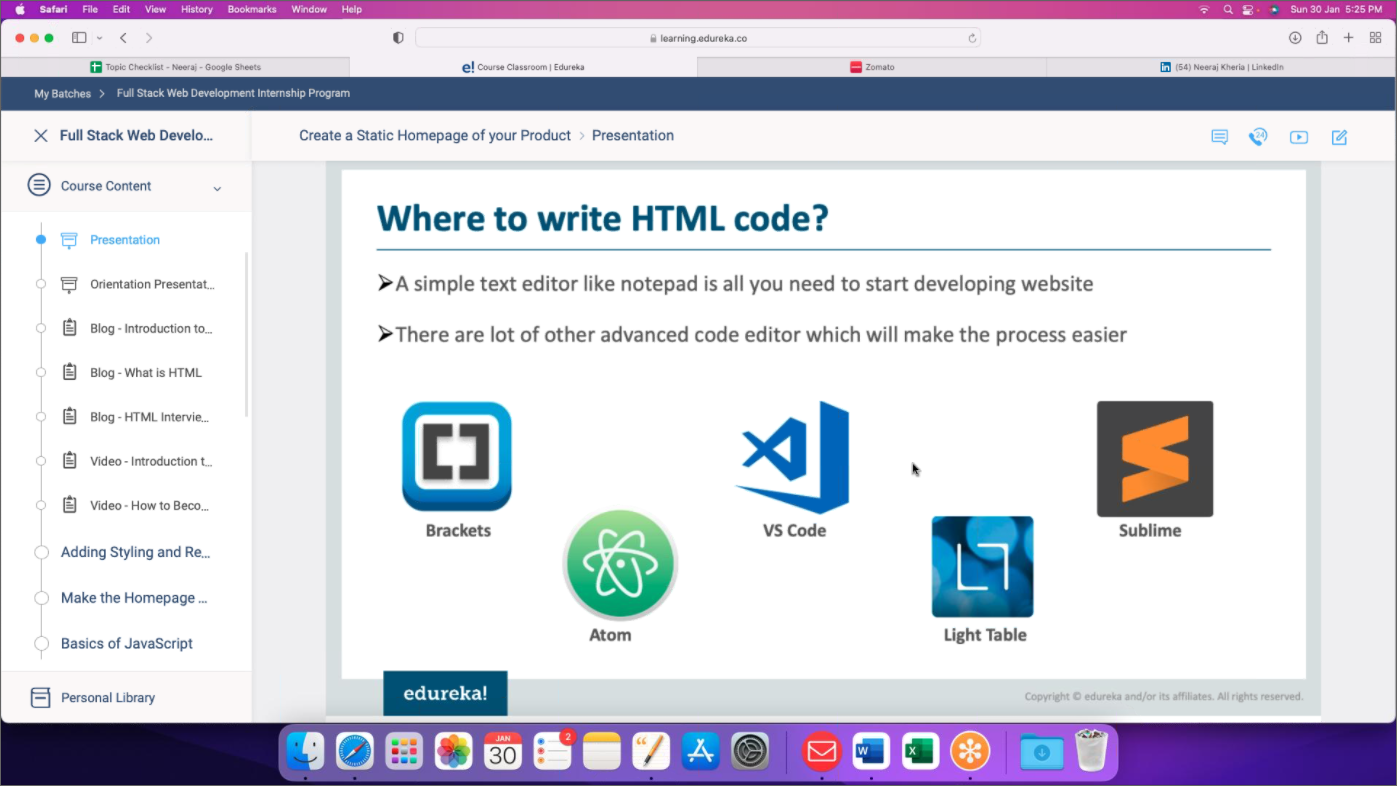 Safari File Edit View History Bookmarks Window Help Sun 30 Jan 5:25 PM
learning.edureka.co
Topic Checklist - Neeraj - Google Sheets
e! Course Classroom | Edureka
Zomato
(54) Neeraj Kheria | LinkedIn
My Batches > Full Stack Web Development Internship Program
Full Stack Web Develo...
Create a Static Homepage of your Product > Presentation
24
Course Content
Presentation
Orientation Presentat...
Blog - Introduction to...
Blog - What is HTML
Blog - HTML Intervie...
Video - Introduction t...
Video - How to Beco...
Adding Styling and Re...
Make the Homepage ...
Basics of JavaScript
Personal Library
Where to write HTML code?
➢A simple text editor like notepad is all you need to start developing website
➢There are lot of other advanced code editor which will make the process easier
Brackets
VS Code
Sublime
Atom
Light Table
edureka!
Copyright © edureka and/or its affiliates. All rights reserved.
JAN
30
2